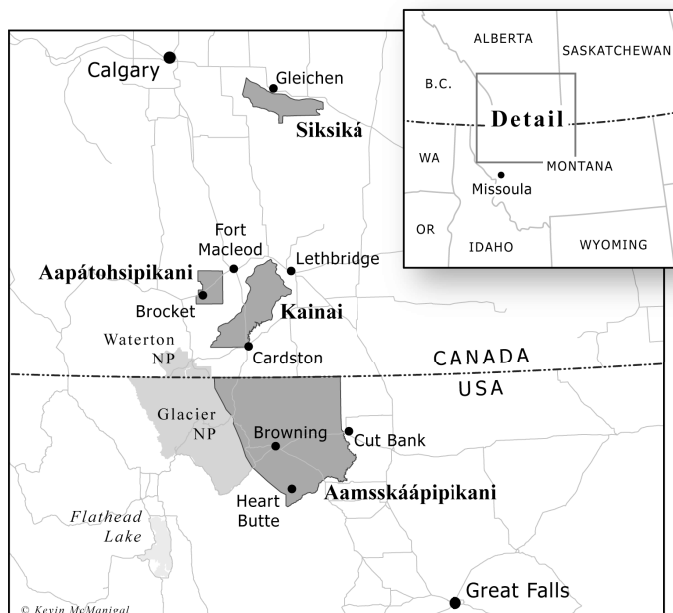 Calgary
Gleichen
Siksiká
ALBERTA
SASKATCHEWAN
B.C.
Detail
WA
MONTANA
Missoula
OR
IDAHO
WYOMING
Fort
Macleod
Lethbridge
Aapátohsipikani
Brocket
Kainai
Waterton
NP
Cardston
CANADA
USA
Glacier
NP
Browning
Cut Bank
Heart
Butte
Aamsskáápipikani
Flathead
Lake
Great Falls
© Kevin McManigal